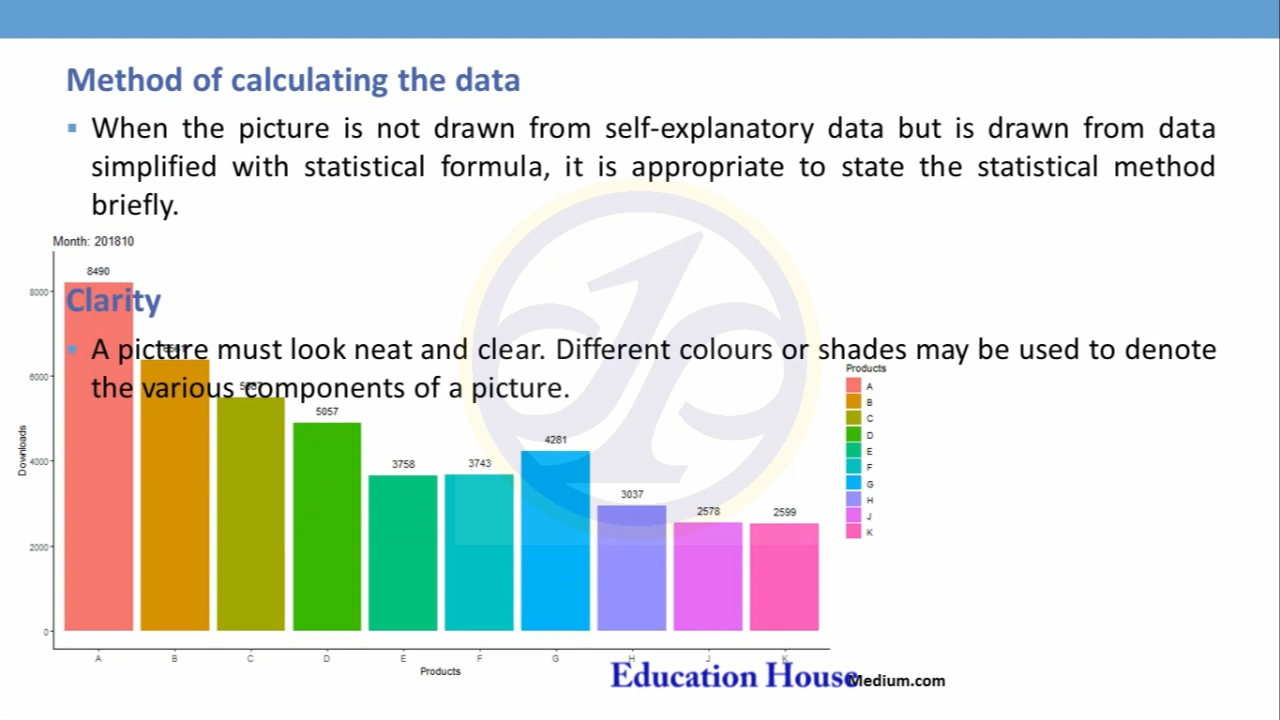 Method of calculating the data
When the picture is not drawn from self-explanatory data but is drawn from data
simplified with statistical formula, it is appropriate to state the statistical method
briefly.
Month: 201810
8490
8000
Clarity
A picture must look neat and clear. Different colours or shades may be used to denote
the various components of a picture.
Products
A
B
C
D
E
F
G
H
J
K
6000
5057
4281
4000
3758
3743
3037
2578
2599
2000
0
Downloads
A B C D E F G H J K
Products
Education House
Medium.com